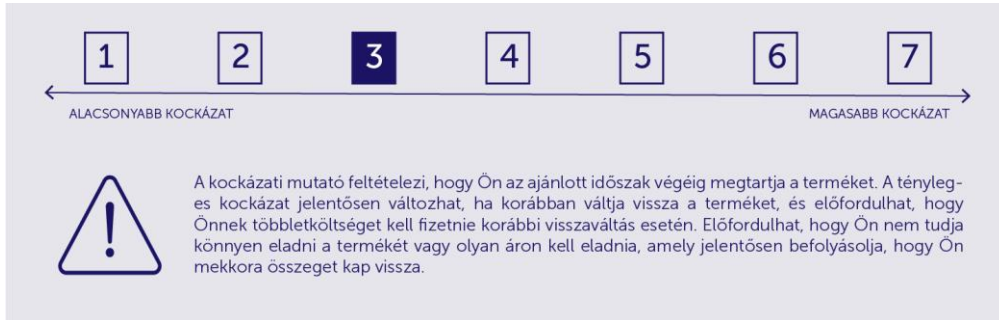 1 2 3 4 5 6 7
ALACSONYABB KOCKÁZAT MAGASABB KOCKÁZAT
A kockázati mutató feltételezi, hogy Ön az ajánlott időszak végéig megtartja a terméket. A tényleg-
es kockázat jelentősen változhat, ha korábban váltja vissza a terméket, és előfordulhat, hogy
Önnek többletköltséget kell fizetnie korábbi visszaváltás esetén. Előfordulhat, hogy Ön nem tudja
könnyen eladni a termékét vagy olyan áron kell eladnia, amely jelentősen befolyásolja, hogy Ön
mekkora összeget kap vissza.